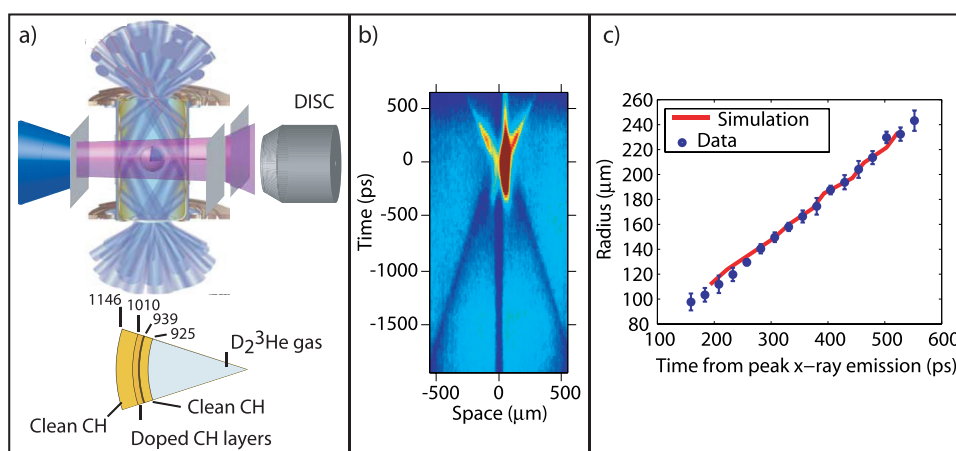 a)
DISC
1146
1010
939
925
D₂³He gas
Clean CH
Clean CH
Doped CH layers
b)
500
0
-500
-1000
-1500
Time (ps)
-500
0
500
Space (μm)
c)
260
240
220
200
180
160
140
120
100
80
Radius(μm)
Simulation
Data
100
200
300
400
500
600
Time from peak x−ray emission (ps)